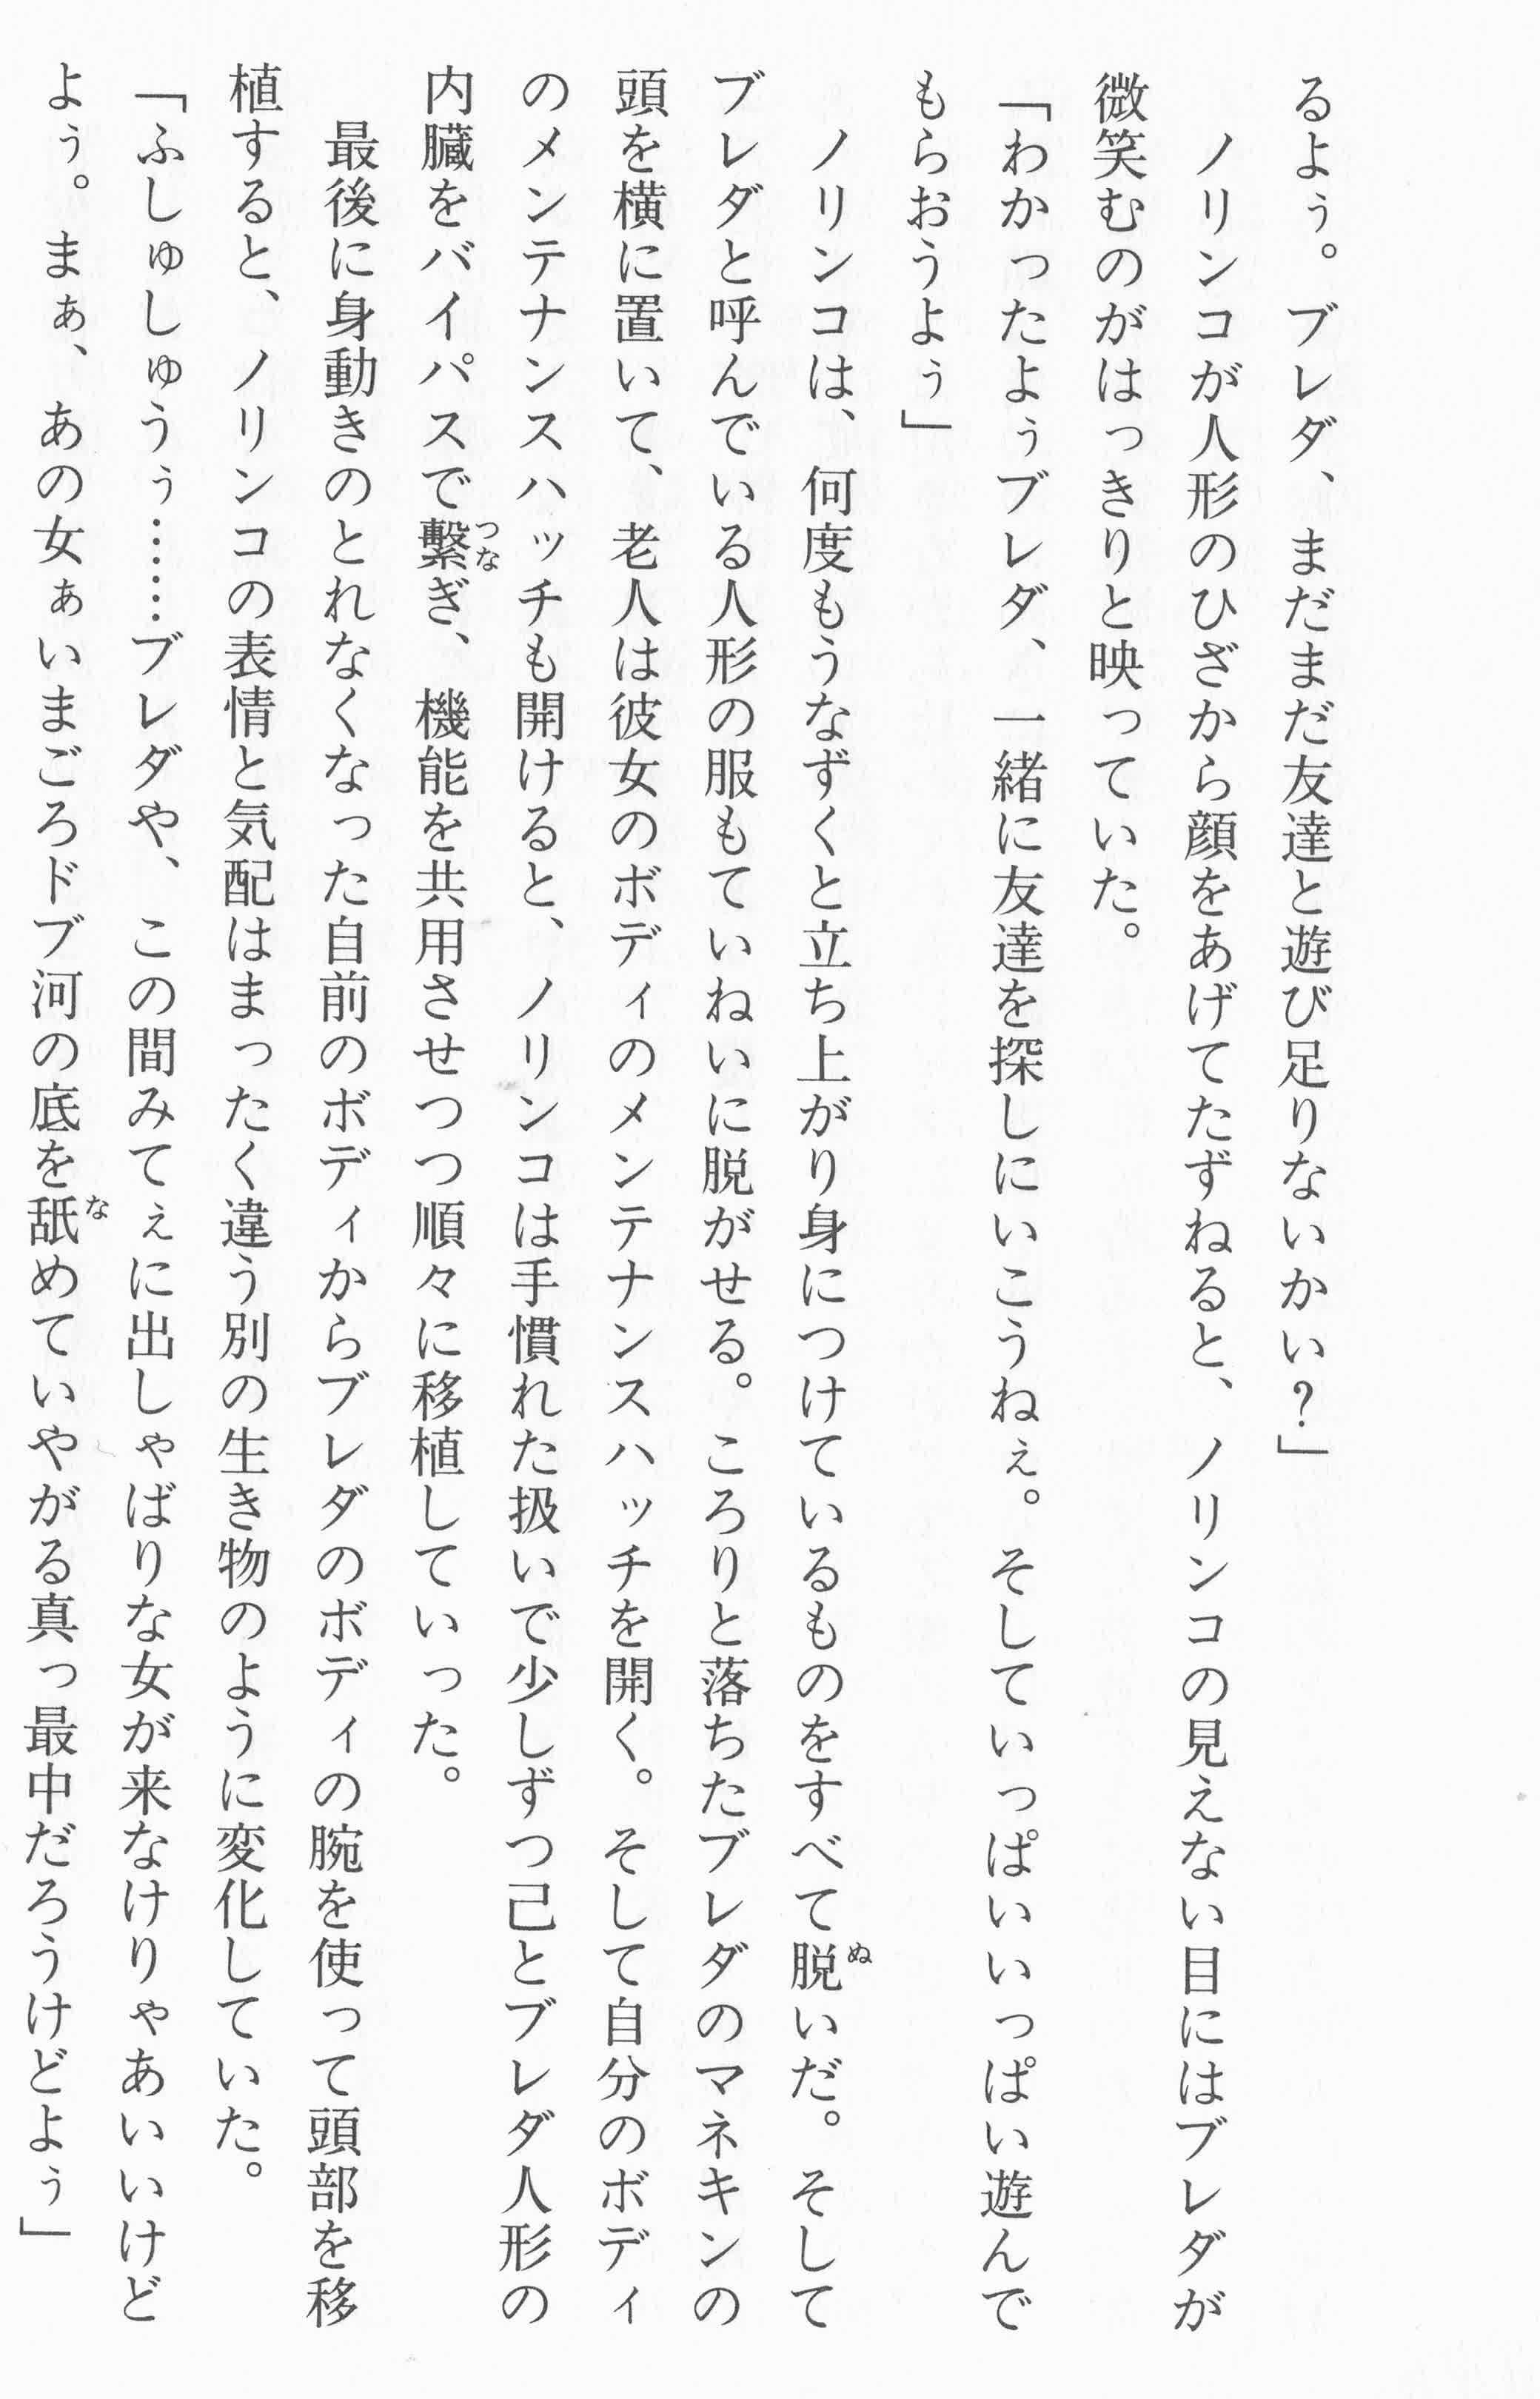 るよぅ。ブレダ、まだまだ友達と遊び足りないかい？」
　ノリンコが人形のひざから顔をあげてたずねると、ノリンコの見えない目にはブレダが
微笑むのがはっきりと映っていた。
「わかったよぅブレダ、一緒に友達を探しにいこうねぇ。そしていっぱいいっぱい遊んで
もらおうよぅ」
　ノリンコは、何度もうなずくと立ち上がり身につけているものをすべて脱いだ。そして
ブレダと呼んでいる人形の服もていねいに脱がせる。ころりと落ちたブレダのマネキンの
頭を横に置いて、老人は彼女のボディのメンテナンスハッチを開く。そして自分のボディ
のメンテナンスハッチも開けると、ノリンコは手慣れた扱いで少しずつ己とブレダ人形の
内臓をバイパスで繫ぎ、機能を共用させつつ順々に移植していった。
　最後に身動きのとれなくなった自前のボディからブレダのボディの腕を使って頭部を移
植すると、ノリンコの表情と気配はまったく違う別の生き物のように変化していた。
「ふしゅしゅうぅ……ブレダや、この間みてぇに出しゃばりな女が来なけりゃあいいけど
よぅ。まぁ、あの女ぁいまごろドブ河の底を舐めていやがる真っ最中だろうけどよぅ」